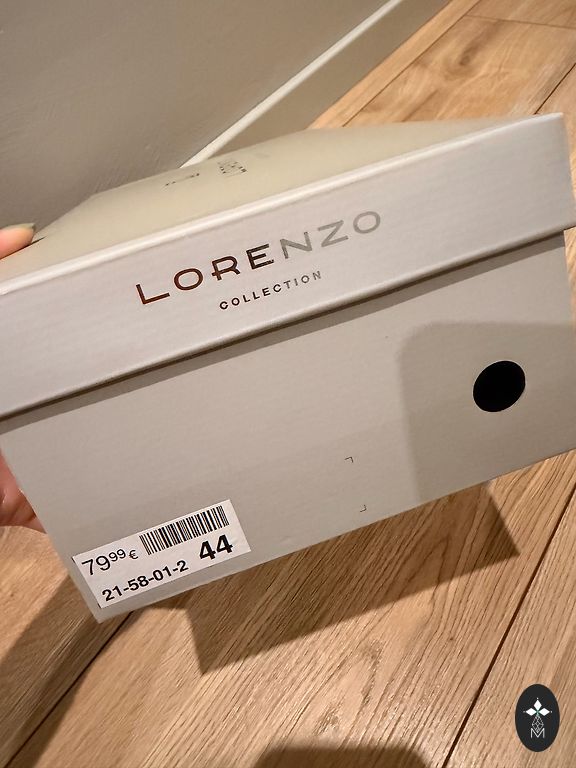 LORENZO
COLLECTION
79⁹⁹ €
21-58-01-2 44